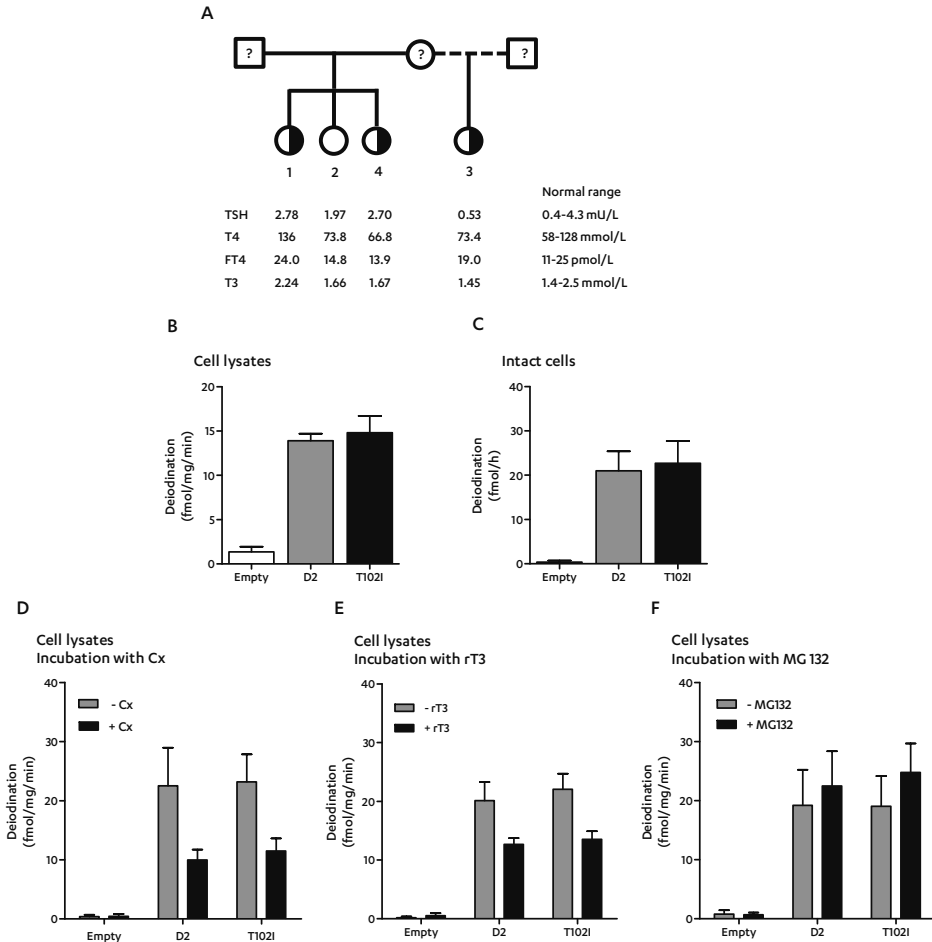 A
? ? ?
1 2 4 3
Normal range
TSH 2.78 1.97 2.70 0.53 0.4-4.3 mU/L
T4 136 73.8 66.8 73.4 58-128 mmol/L
FT4 24.0 14.8 13.9 19.0 11-25 pmol/L
T3 2.24 1.66 1.67 1.45 1.4-2.5 mmol/L
B
Cell lysates
Deiodination
(fmol/mg/min)
20
15
10
5
0
Empty D2 T102I
C
Intact cells
Deiodination
(fmol/h)
40
30
20
10
0
Empty D2 T102I
D
Cell lysates
Incubation with Cx
- Cx
+ Cx
Deiodination
(fmol/mg/min)
40
30
20
10
0
Empty D2 T102I
E
Cell lysates
Incubation with rT3
- rT3
+ rT3
Deiodination
(fmol/mg/min)
40
30
20
10
0
Empty D2 T102I
F
Cell lysates
Incubation with MG 132
- MG132
+ MG132
Deiodination
(fmol/mg/min)
40
30
20
10
0
Empty D2 T102I